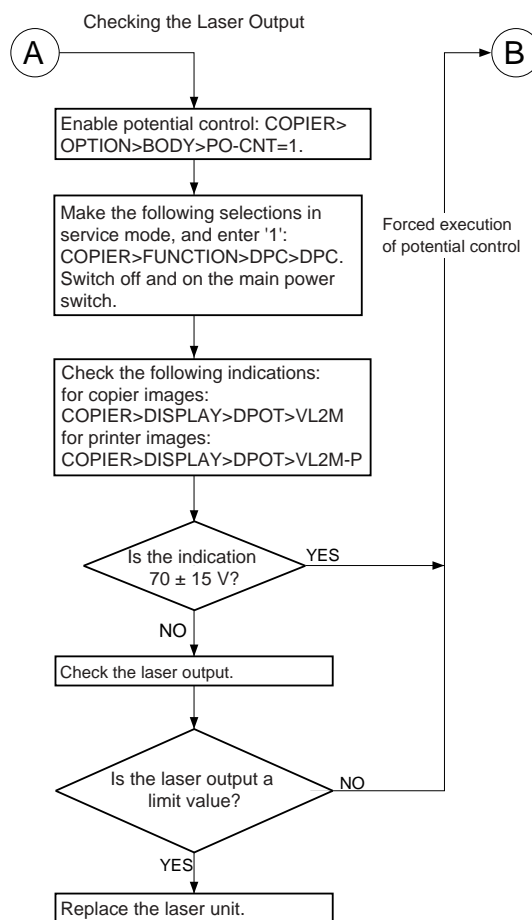 Checking the Laser Output
A
B
Enable potential control: COPIER>
OPTION>BODY>PO-CNT=1.
Make the following selections in
service mode, and enter '1':
COPIER>FUNCTION>DPC>DPC.
Switch off and on the main power
switch.
Forced execution
of potential control
Check the following indications:
for copier images:
COPIER>DISPLAY>DPOT>VL2M
for printer images:
COPIER>DISPLAY>DPOT>VL2M-P
Is the indication
70 ± 15 V?
YES
NO
Check the laser output.
Is the laser output a
limit value?
NO
YES
Replace the laser unit.